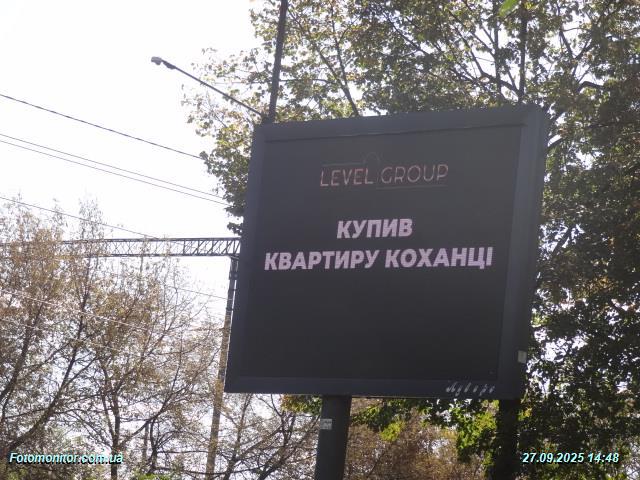 LEVEL GROUP
КУПИВ
КВАРТИРУ КОХАНЦІ
Fotomonitor.com.ua
27.09.2025 14:48